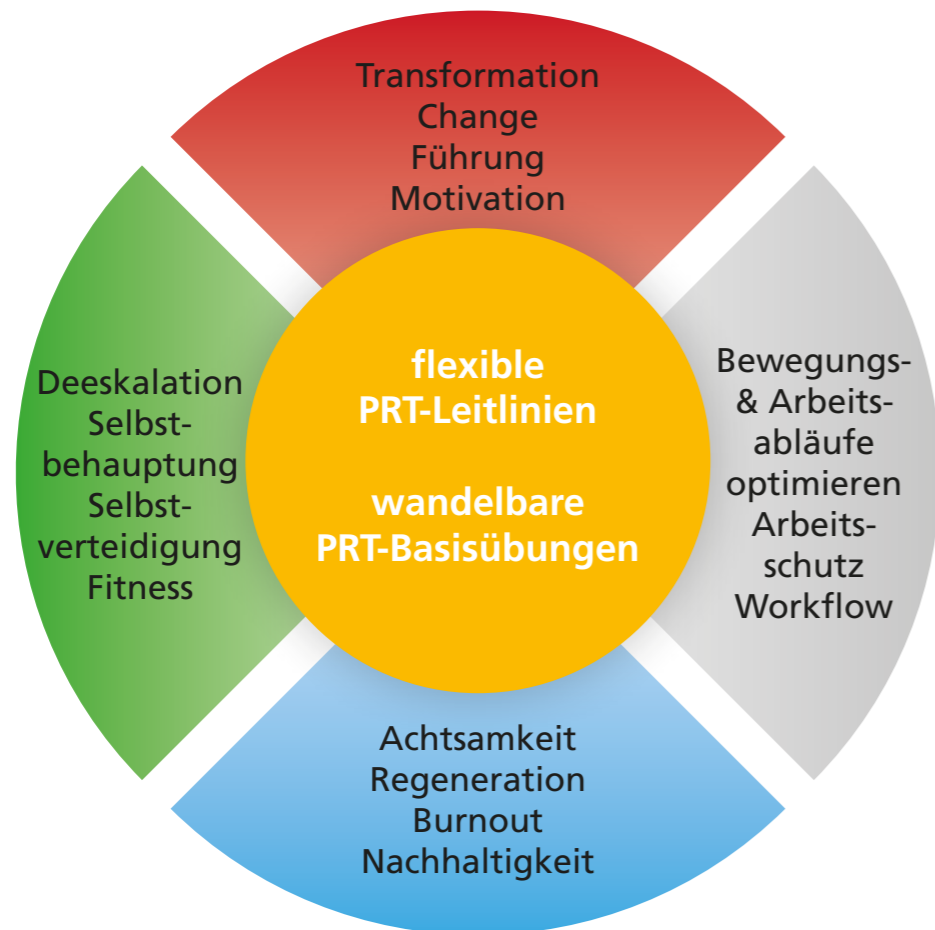 Transformation
Change
Führung
Motivation
flexible
PRT-Leitlinien
wandelbare
PRT-Basisübungen
Deeskalation
Selbst-
behauptung
Selbst-
verteidigung
Fitness
Bewegungs-
& Arbeits-
abläufe
optimieren
Arbeits-
schutz
Workflow
Achtsamkeit
Regeneration
Burnout
Nachhaltigkeit